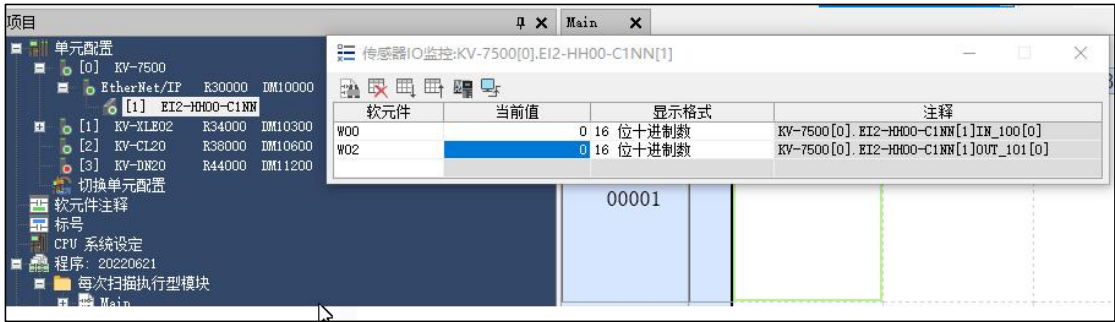 项目
单元配置
[0] KV-7500
EtherNet/IP R30000 DM10000
[1] EI2-HH00-C1NN
[1] KV-XLE02 R34000 DM10300
[2] KV-CL20 R38000 DM10600
[3] KV-DN20 R44000 DM11200
切换单元配置
软元件注释
标号
CPU 系统设定
程序: 20220621
每次扫描执行型模块
Main
Main
传感器IO监控:KV-7500[0].EI2-HH00-C1NN[1]
软元件 当前值 显示格式 注释
W00 0 16 位十进制数 KV-7500[0].EI2-HH00-C1NN[1]IN_100[0]
W02 0 16 位十进制数 KV-7500[0].EI2-HH00-C1NN[1]OUT_101[0]
00001